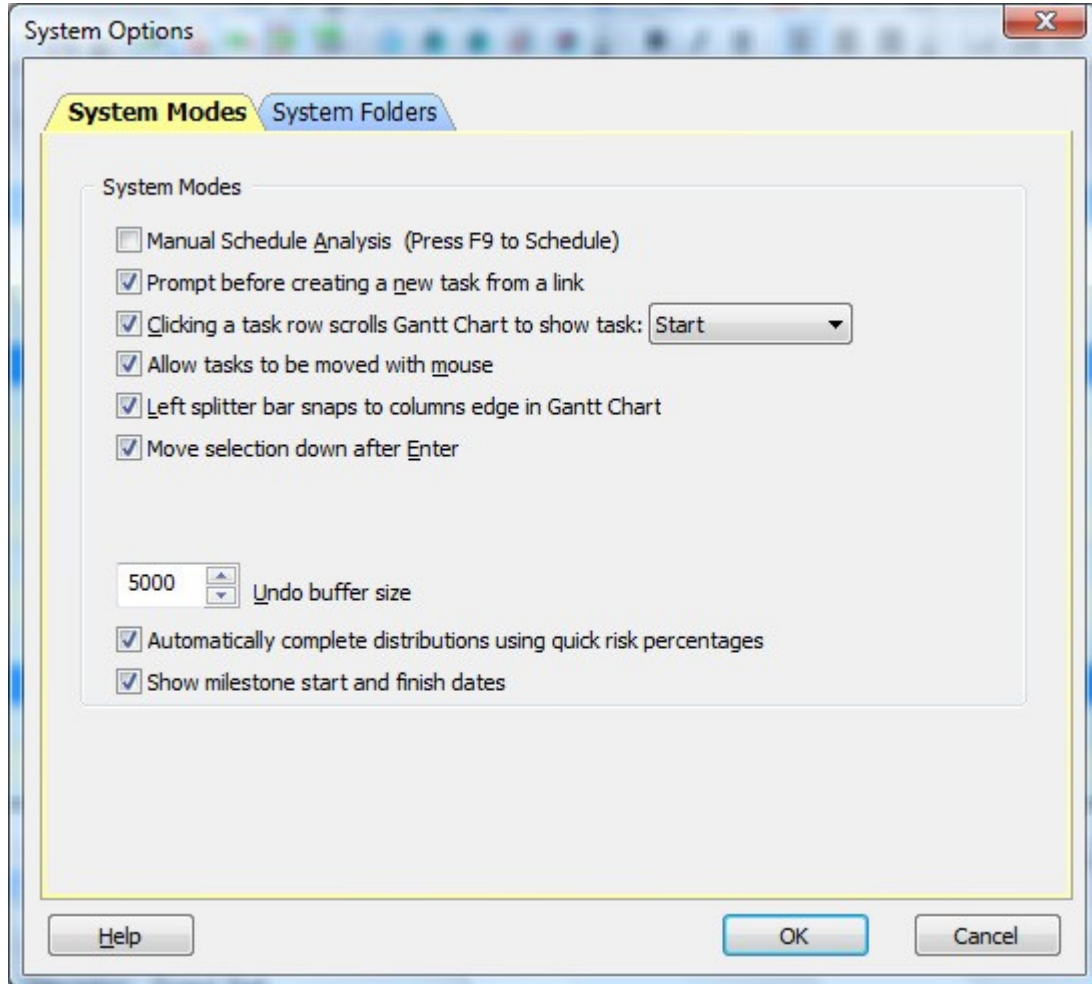 System Options
System Modes System Folders
System Modes
Manual Schedule Analysis (Press F9 to Schedule)
Prompt before creating a new task from a link
Clicking a task row scrolls Gantt Chart to show task: Start
Allow tasks to be moved with mouse
Left splitter bar snaps to columns edge in Gantt Chart
Move selection down after Enter
5000 Undo buffer size
Automatically complete distributions using quick risk percentages
Show milestone start and finish dates
Help OK Cancel